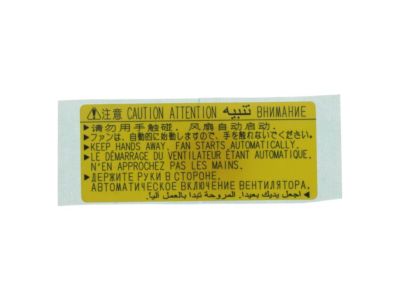 ⚠注意 CAUTION ATTENTION تنبيه ВНИМАНИЕ
▶请勿用手触碰，风扇自动启动。
▶ファンは、自動的に始動しますので、手を触れないでください。
▶KEEP HANDS AWAY, FAN STARTS AUTOMATICALLY.
▶LE DÉMARRAGE DU VENTILATEUR ÉTANT AUTOMATIQUE,
N'EN APPROCHEZ PAS LES MAINS.
▶ДЕРЖИТЕ РУКИ В СТОРОНЕ,
АВТОМАТИЧЕСКОЕ ВКЛЮЧЕНИЕ ВЕНТИЛЯТОРА.
◀ اجعل يديك بعيدا. المروحة تبدا بالعمل آليا.